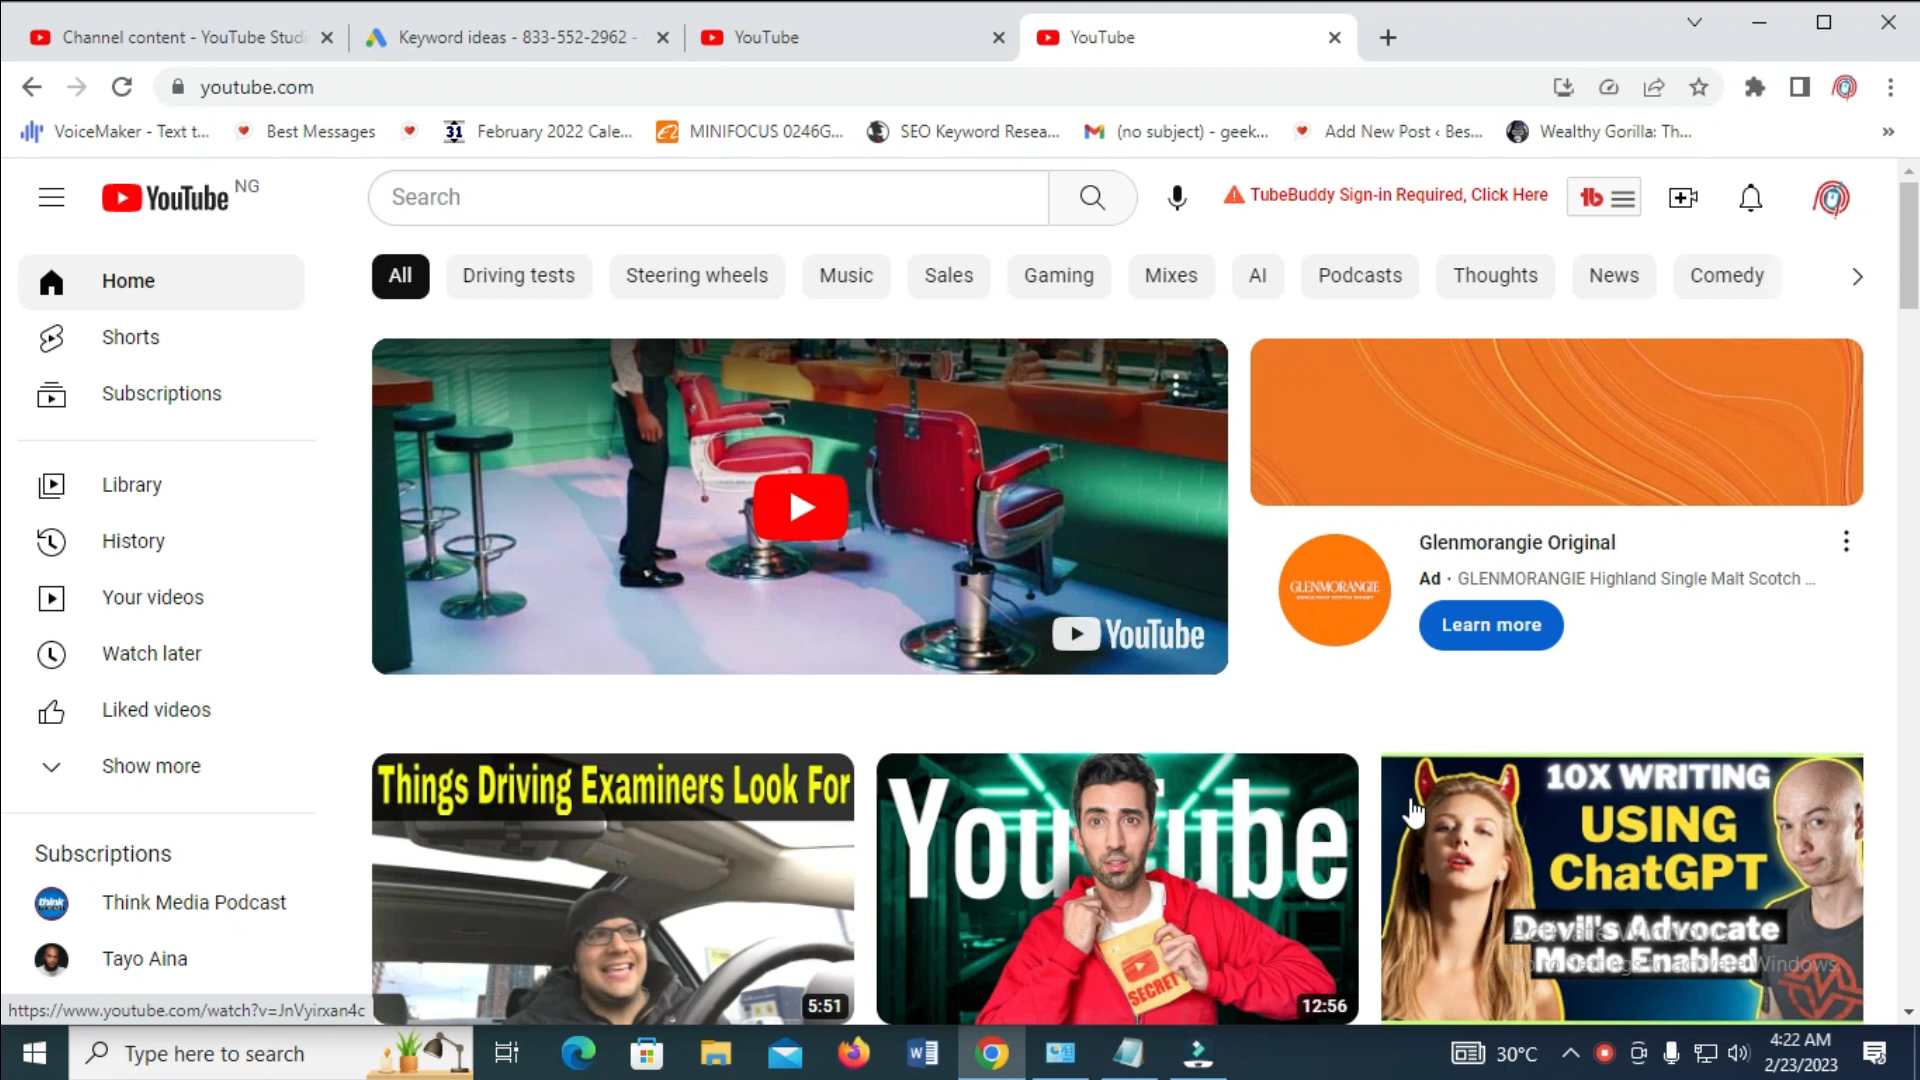 Channel content - YouTube Studi
Keyword ideas - 833-552-2962 -
YouTube
YouTube
youtube.com
VoiceMaker - Text t...
Best Messages
31
February 2022 Cale...
MINIFOCUS 0246G...
SEO Keyword Resea...
(no subject) - geek...
Add New Post ‹ Bes...
Wealthy Gorilla: Th...
»
YouTube NG
Search
TubeBuddy Sign-in Required, Click Here
tb
Home
Shorts
Subscriptions
Library
History
Your videos
Watch later
Liked videos
Show more
Subscriptions
think
Think Media Podcast
Tayo Aina
https://www.youtube.com/watch?v=JnVyirxan4c
All
Driving tests
Steering wheels
Music
Sales
Gaming
Mixes
AI
Podcasts
Thoughts
News
Comedy
YouTube
GLENMORANGIE
Glenmorangie Original
Ad · GLENMORANGIE Highland Single Malt Scotch ...
Learn more
Things Driving Examiners Look For
5:51
YouTube
SECRET
12:56
10X WRITING
USING
ChatGPT
Devil's Advocate
Mode Enabled
Type here to search
30°C
4:22 AM
2/23/2023